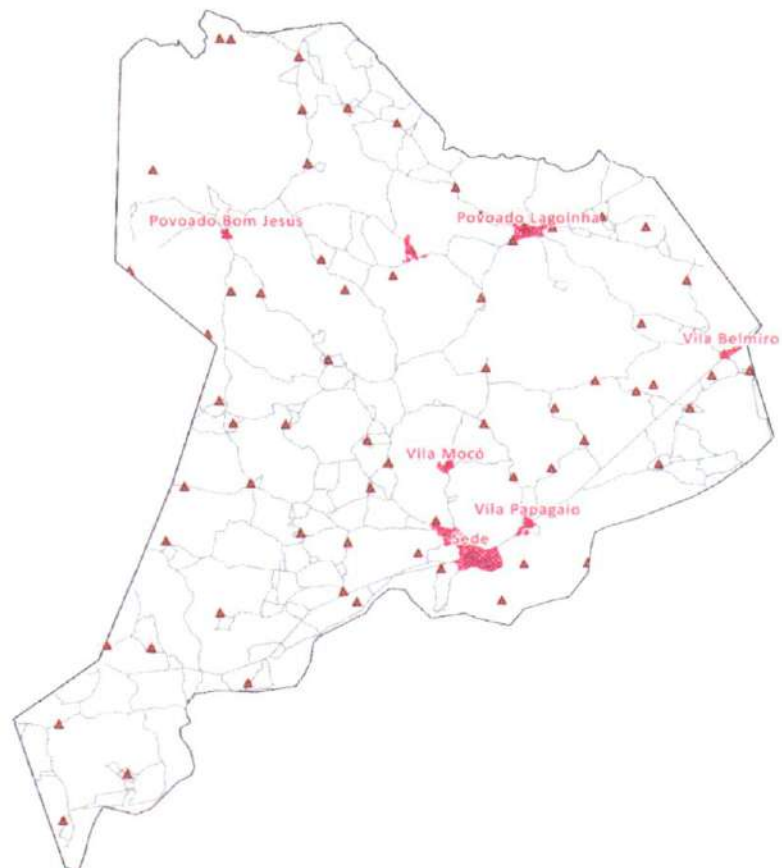 Povoado Bom Jesus
Povoado Lagoinha
Vila Belmiro
Vila Mocó
Vila Papagaio
Sede